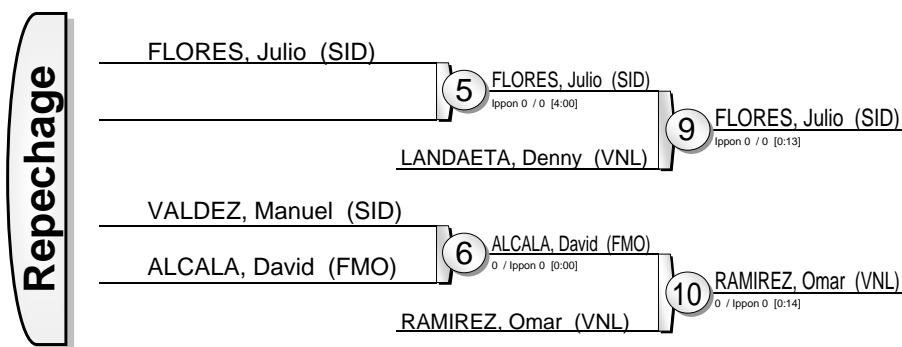 Repechage
FLORES, Julio (SID)
5
FLORES, Julio (SID)
Ippon 0 / 0 [4:00]
9
FLORES, Julio (SID)
Ippon 0 / 0 [0:13]
LANDAETA, Denny (VNL)
VALDEZ, Manuel (SID)
ALCALA, David (FMO)
6
ALCALA, David (FMO)
0 / Ippon 0 [0:00]
10
RAMIREZ, Omar (VNL)
0 / Ippon 0 [0:14]
RAMIREZ, Omar (VNL)